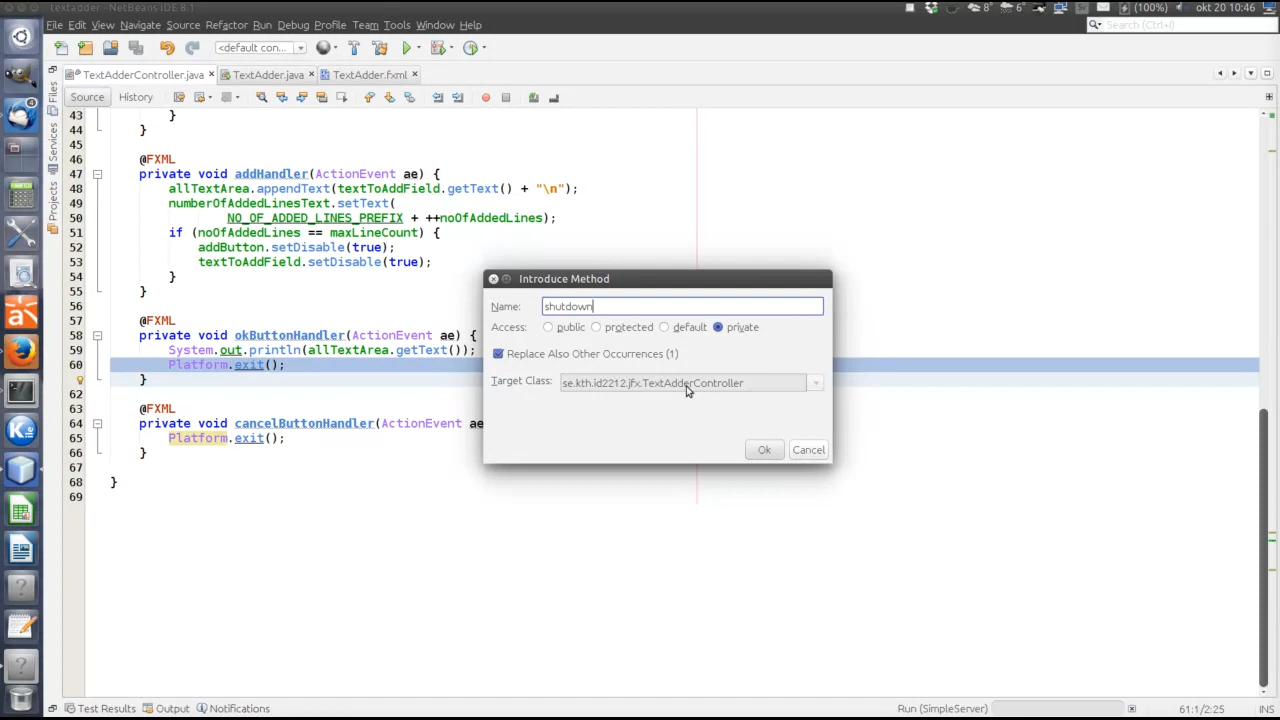 textadder - NetBeans IDE 8.1
8° 6° (100%) okt 20 10:46
File Edit View Navigate Source Refactor Run Debug Profile Team Tools Window Help
Search (Ctrl+I)
<default con...
TextAdderController.java TextAdder.java TextAdder.fxml
Source History
Files
Services
Projects
43 }
44 }
45
46 @FXML
47 private void addHandler(ActionEvent ae) {
48 allTextArea.appendText(textToAddField.getText() + "\n");
49 numberOfAddedLinesText.setText(
50 NO_OF_ADDED_LINES_PREFIX + ++noOfAddedLines);
51 if (noOfAddedLines == maxLineCount) {
52 addButton.setDisable(true);
53 textToAddField.setDisable(true);
54 }
55 }
56
57 @FXML
58 private void okButtonHandler(ActionEvent ae) {
59 System.out.println(allTextArea.getText());
60 Platform.exit();
}
62
63 @FXML
64 private void cancelButtonHandler(ActionEvent ae
65 Platform.exit();
66 }
67
68 }
69
Introduce Method
Name: shutdown
Access: public protected default private
Replace Also Other Occurrences (1)
Target Class: se.kth.id2212.jfx.TextAdderController
Ok Cancel
Test Results Output Notifications Run (SimpleServer) 61:1/2:25 INS